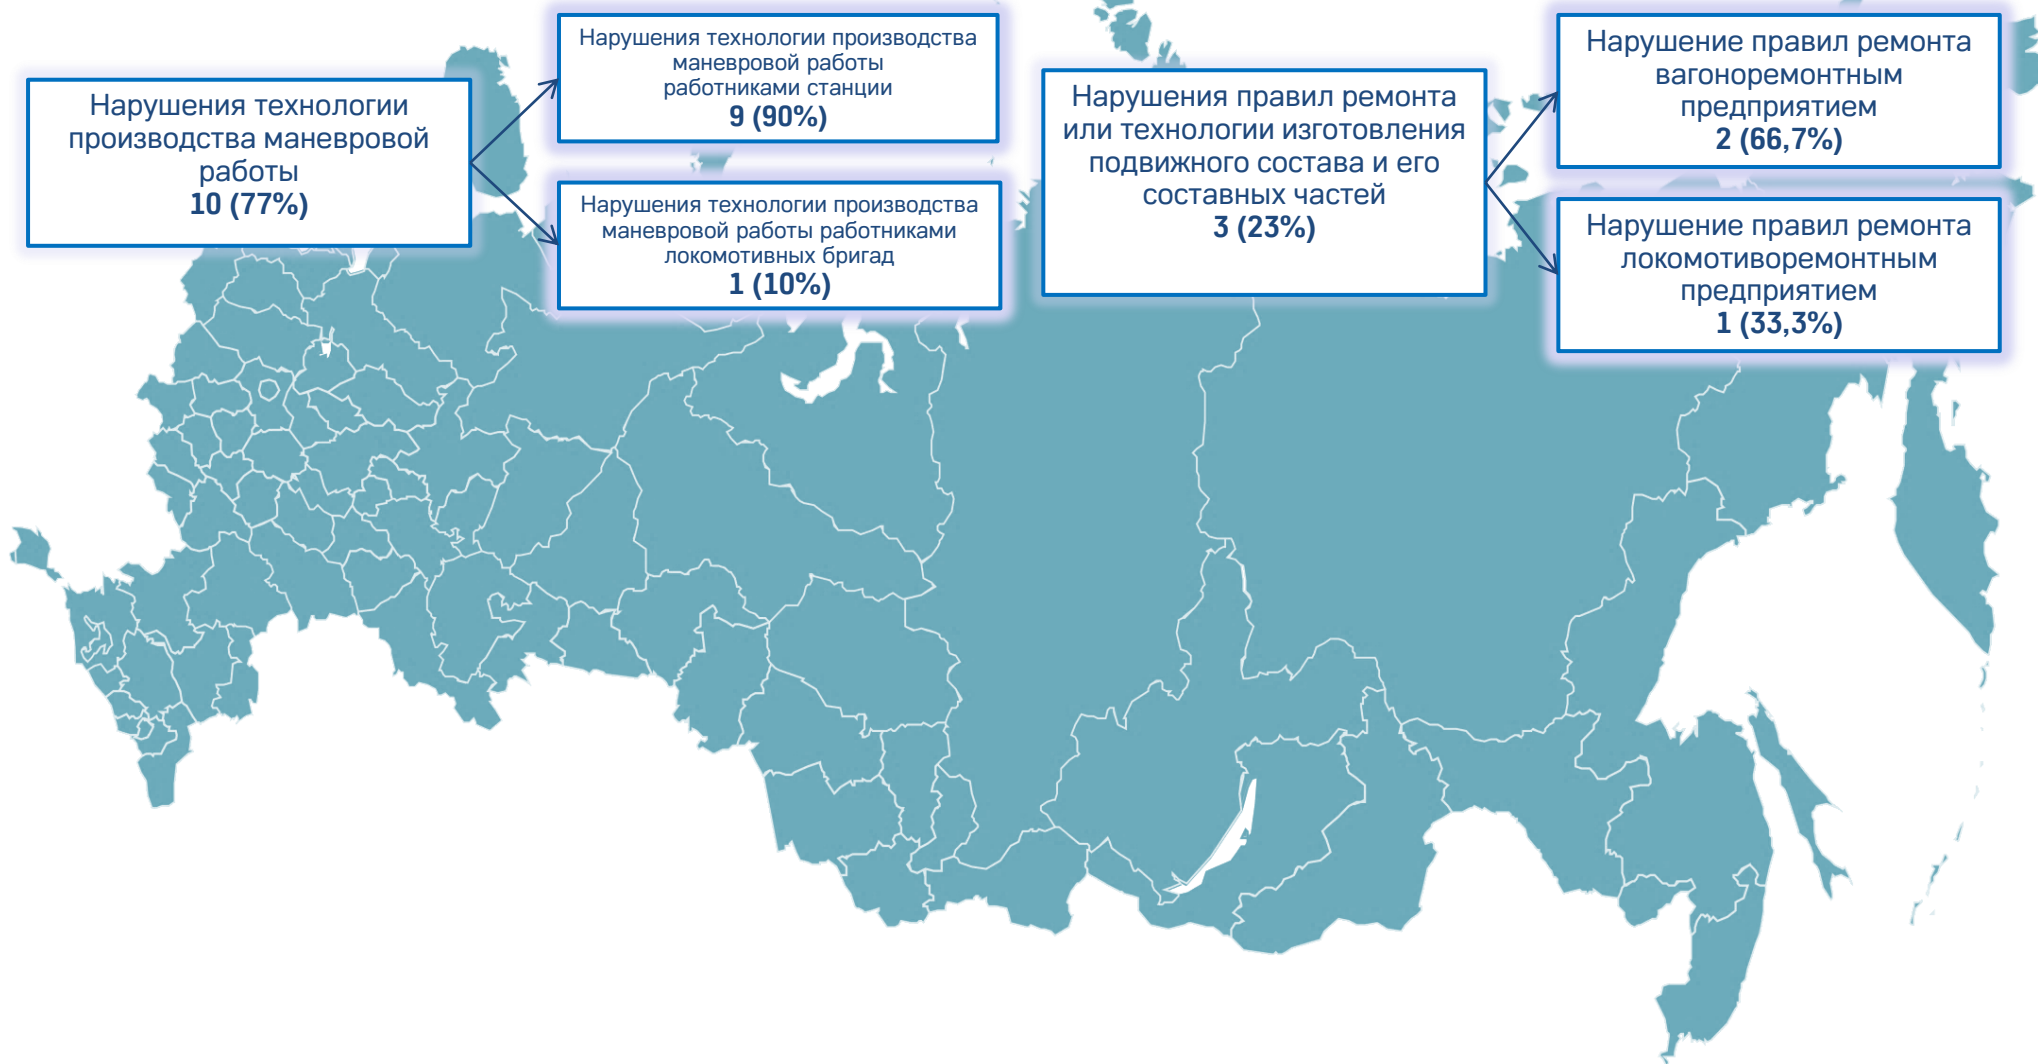 Нарушения технологии
производства маневровой
работы
10 (77%)
Нарушения технологии производства
маневровой работы
работниками станции
9 (90%)
Нарушения технологии производства
маневровой работы работниками
локомотивных бригад
1 (10%)
Нарушения правил ремонта
или технологии изготовления
подвижного состава и его
составных частей
3 (23%)
Нарушение правил ремонта
вагоноремонтным
предприятием
2 (66,7%)
Нарушение правил ремонта
локомотиворемонтным
предприятием
1 (33,3%)